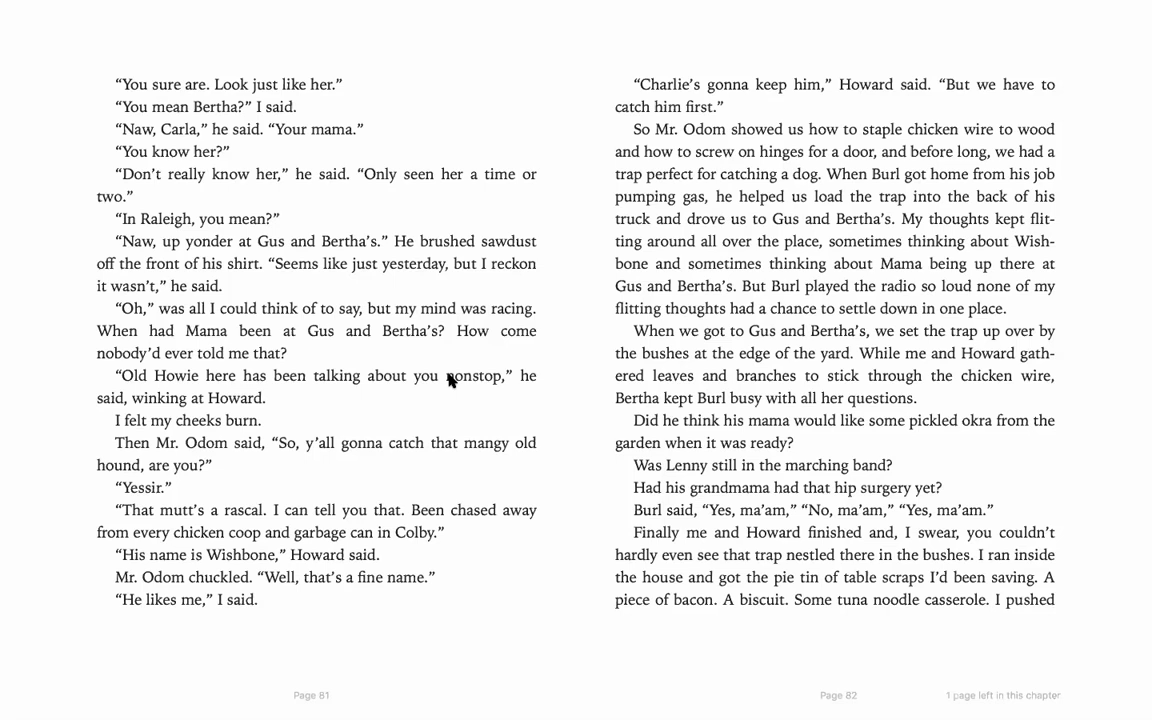 “You sure are. Look just like her.”
“You mean Bertha?” I said.
“Naw, Carla,” he said. “Your mama.”
“You know her?”
“Don’t really know her,” he said. “Only seen her a time or
two.”
“In Raleigh, you mean?”
“Naw, up yonder at Gus and Bertha’s.” He brushed sawdust
off the front of his shirt. “Seems like just yesterday, but I reckon
it wasn’t,” he said.
“Oh,” was all I could think of to say, but my mind was racing.
When had Mama been at Gus and Bertha’s? How come
nobody’d ever told me that?
“Old Howie here has been talking about you nonstop,” he
said, winking at Howard.
I felt my cheeks burn.
Then Mr. Odom said, “So, y’all gonna catch that mangy old
hound, are you?”
“Yessir.”
“That mutt’s a rascal. I can tell you that. Been chased away
from every chicken coop and garbage can in Colby.”
“His name is Wishbone,” Howard said.
Mr. Odom chuckled. “Well, that’s a fine name.”
“He likes me,” I said.
Page 81
“Charlie’s gonna keep him,” Howard said. “But we have to
catch him first.”
So Mr. Odom showed us how to staple chicken wire to wood
and how to screw on hinges for a door, and before long, we had a
trap perfect for catching a dog. When Burl got home from his job
pumping gas, he helped us load the trap into the back of his
truck and drove us to Gus and Bertha’s. My thoughts kept flit-
ting around all over the place, sometimes thinking about Wish-
bone and sometimes thinking about Mama being up there at
Gus and Bertha’s. But Burl played the radio so loud none of my
flitting thoughts had a chance to settle down in one place.
When we got to Gus and Bertha’s, we set the trap up over by
the bushes at the edge of the yard. While me and Howard gath-
ered leaves and branches to stick through the chicken wire,
Bertha kept Burl busy with all her questions.
Did he think his mama would like some pickled okra from the
garden when it was ready?
Was Lenny still in the marching band?
Had his grandmama had that hip surgery yet?
Burl said, “Yes, ma’am,” “No, ma’am,” “Yes, ma’am.”
Finally me and Howard finished and, I swear, you couldn’t
hardly even see that trap nestled there in the bushes. I ran inside
the house and got the pie tin of table scraps I’d been saving. A
piece of bacon. A biscuit. Some tuna noodle casserole. I pushed
Page 82
1 page left in this chapter